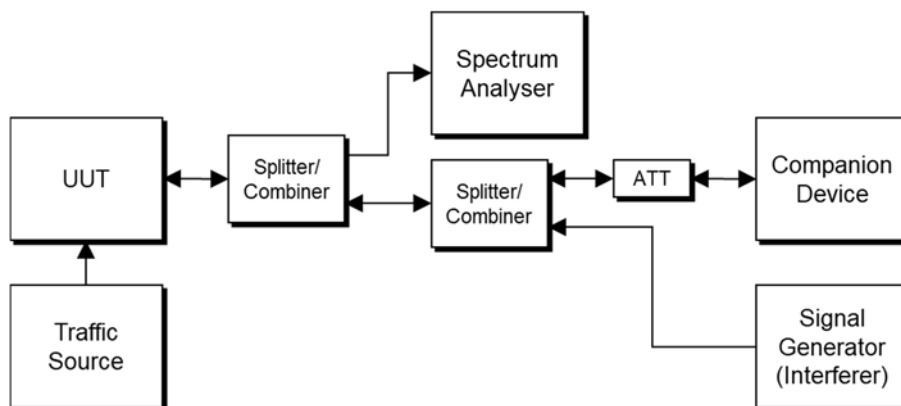 Spectrum
Analyser
UUT
Splitter/
Combiner
Splitter/
Combiner
ATT
Companion
Device
Traffic
Source
Signal
Generator
(Interferer)